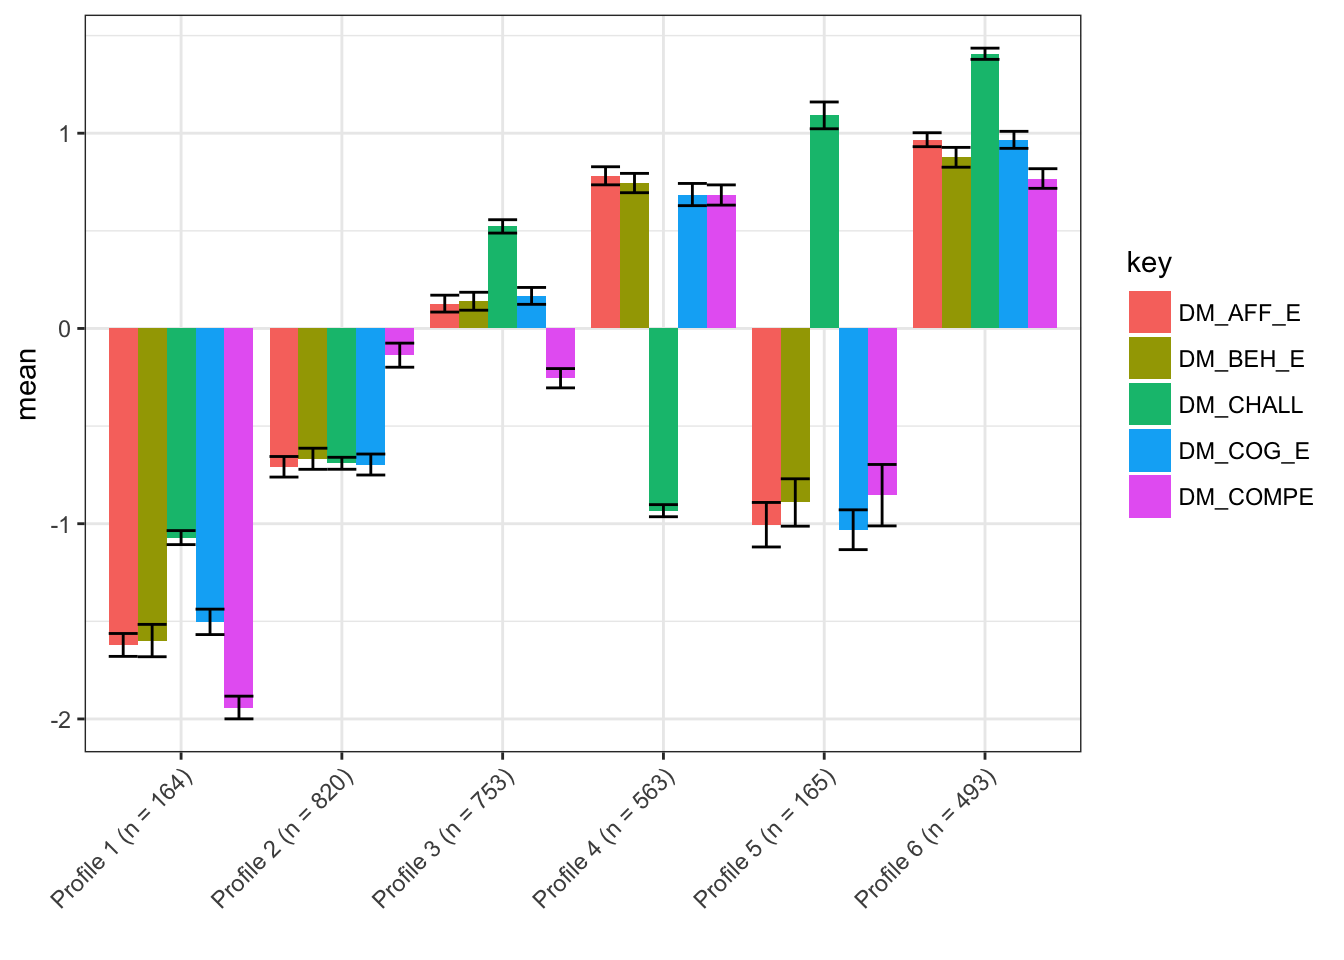 mean
1
0
-1
-2
Profile 1 (n = 164)
Profile 2 (n = 820)
Profile 3 (n = 753)
Profile 4 (n = 563)
Profile 5 (n = 165)
Profile 6 (n = 493)
key
DM_AFF_E
DM_BEH_E
DM_CHALL
DM_COG_E
DM_COMPE